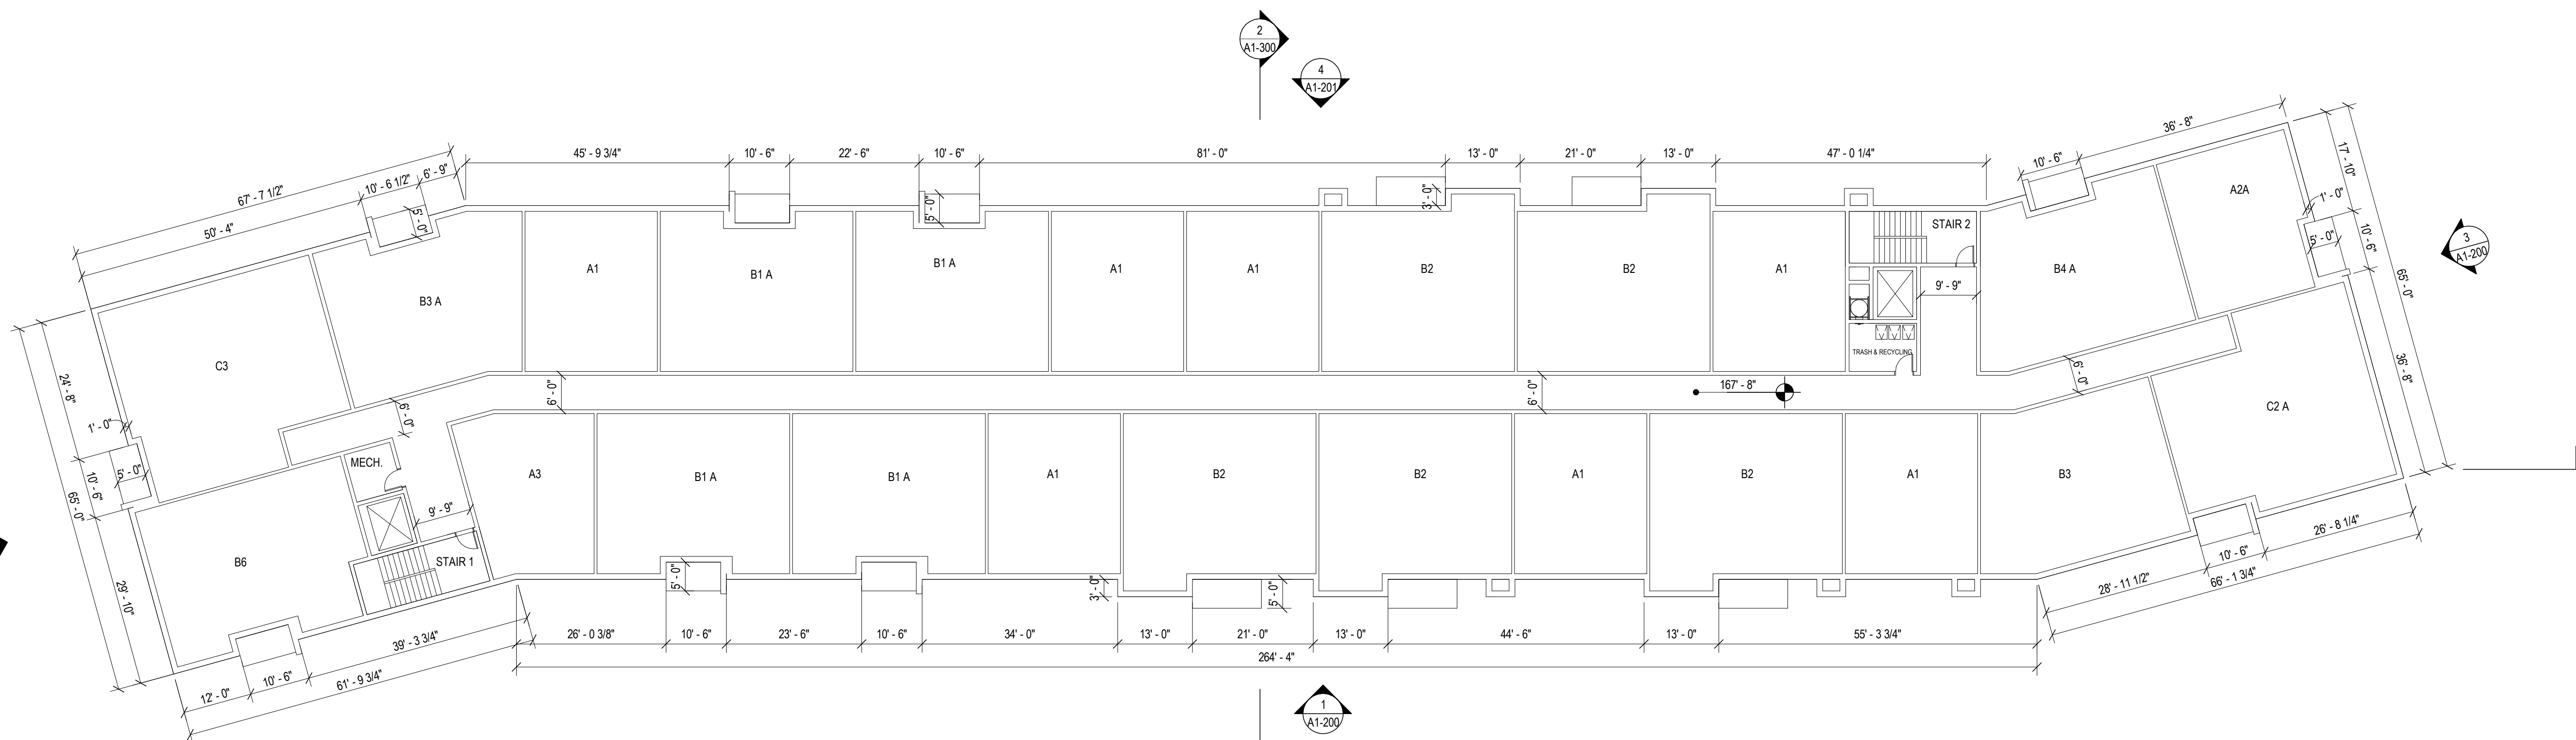 2
A1-300
4
A1-201
67' - 7 1/2"
50' - 4"
10' - 6 1/2"
6' - 9"
5' - 0"
45' - 9 3/4"
10' - 6"
22' - 6"
10' - 6"
81' - 0"
13' - 0"
21' - 0"
13' - 0"
47' - 0 1/4"
5' - 0"
3' - 0"
36' - 8"
10' - 6"
17' - 10"
1' - 0"
10' - 6"
5' - 0"
65' - 0"
36' - 8"
3
A1-200
C3
B3 A
A1
B1 A
B1 A
A1
A1
B2
B2
A1
STAIR 2
9' - 9"
TRASH & RECYCLING
B4 A
A2A
24' - 8"
1' - 0"
5' - 0"
10' - 6"
65' - 0"
29' - 10"
6' - 0"
6' - 0"
6' - 0"
167' - 8"
6' - 0"
C2 A
MECH.
9' - 9"
STAIR 1
B6
A3
B1 A
B1 A
A1
B2
B2
A1
B2
A1
B3
5' - 0"
3' - 0"
5' - 0"
12' - 0"
10' - 6"
39' - 3 3/4"
61' - 9 3/4"
26' - 0 3/8"
10' - 6"
23' - 6"
10' - 6"
34' - 0"
13' - 0"
21' - 0"
13' - 0"
44' - 6"
13' - 0"
55' - 3 3/4"
264' - 4"
28' - 11 1/2"
10' - 6"
26' - 8 1/4"
66' - 1 3/4"
1
A1-200